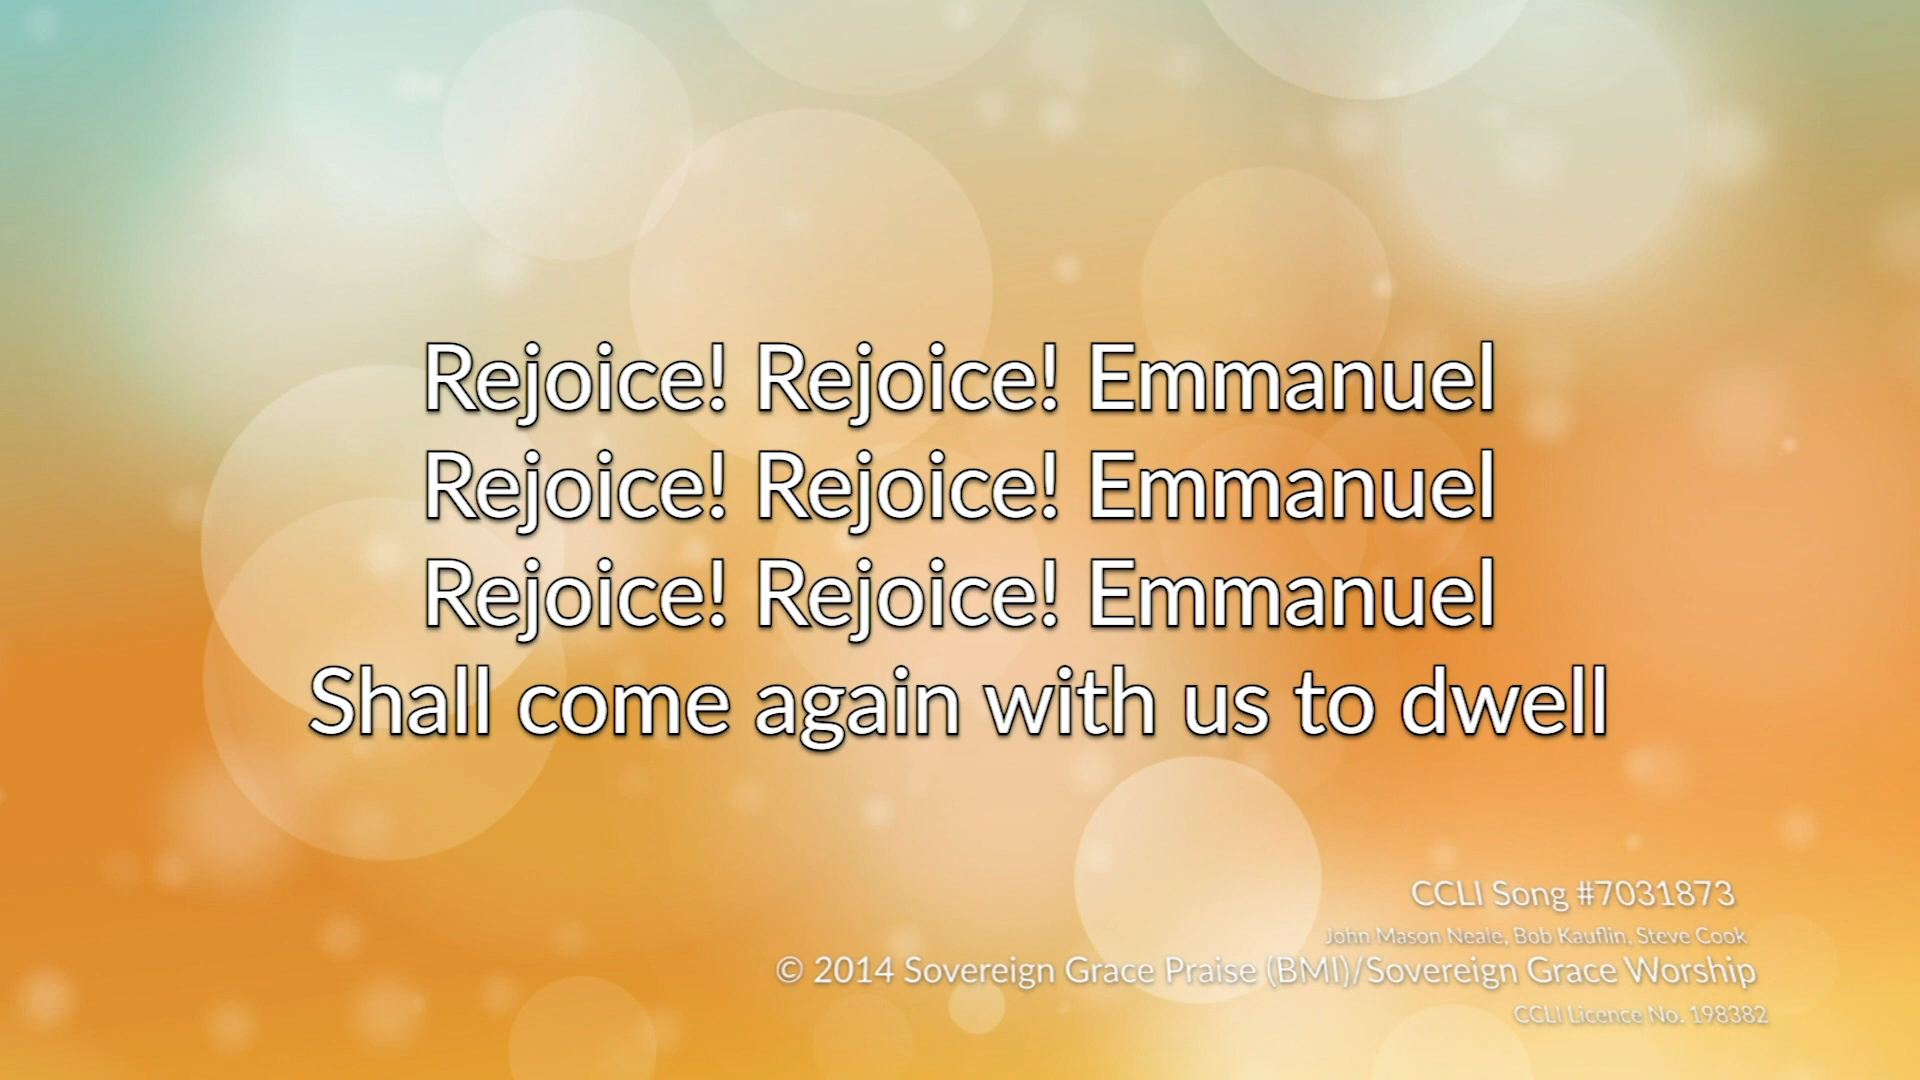 Rejoice! Rejoice! Emmanuel
Rejoice! Rejoice! Emmanuel
Rejoice! Rejoice! Emmanuel
Shall come again with us to dwell
CCLI Song #7031873
John Mason Neale, Bob Kauflin, Steve Cook
© 2014 Sovereign Grace Praise (BMI)/Sovereign Grace Worship
CCLI Licence No. 198382